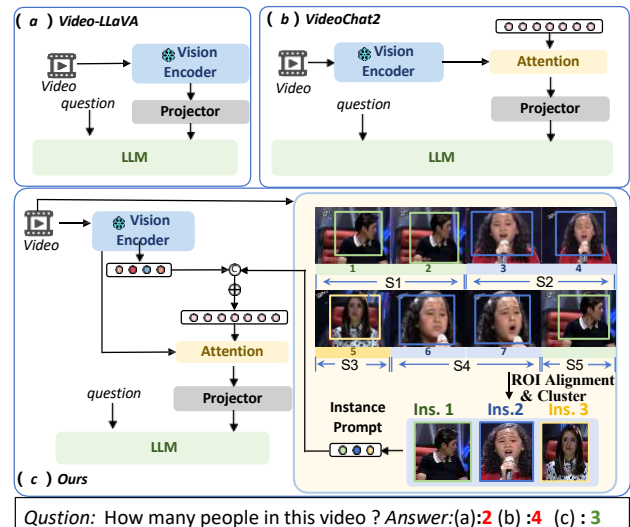 ( a ) Video-LLaVA
Vision
Encoder
Video
question
Projector
LLM
( b ) VideoChat2
Vision
Encoder
Video
Attention
question
Projector
LLM
Video
Vision
Encoder
C
Attention
question
Projector
LLM
( c ) Ours
1 2 3 4
S1 S2
5 6 7
S3 S4 S5
ROI Alignment
& Cluster
Instance
Prompt
Ins. 1 Ins.2 Ins. 3
Qustion: How many people in this video ? Answer:(a):2 (b) :4 (c) : 3